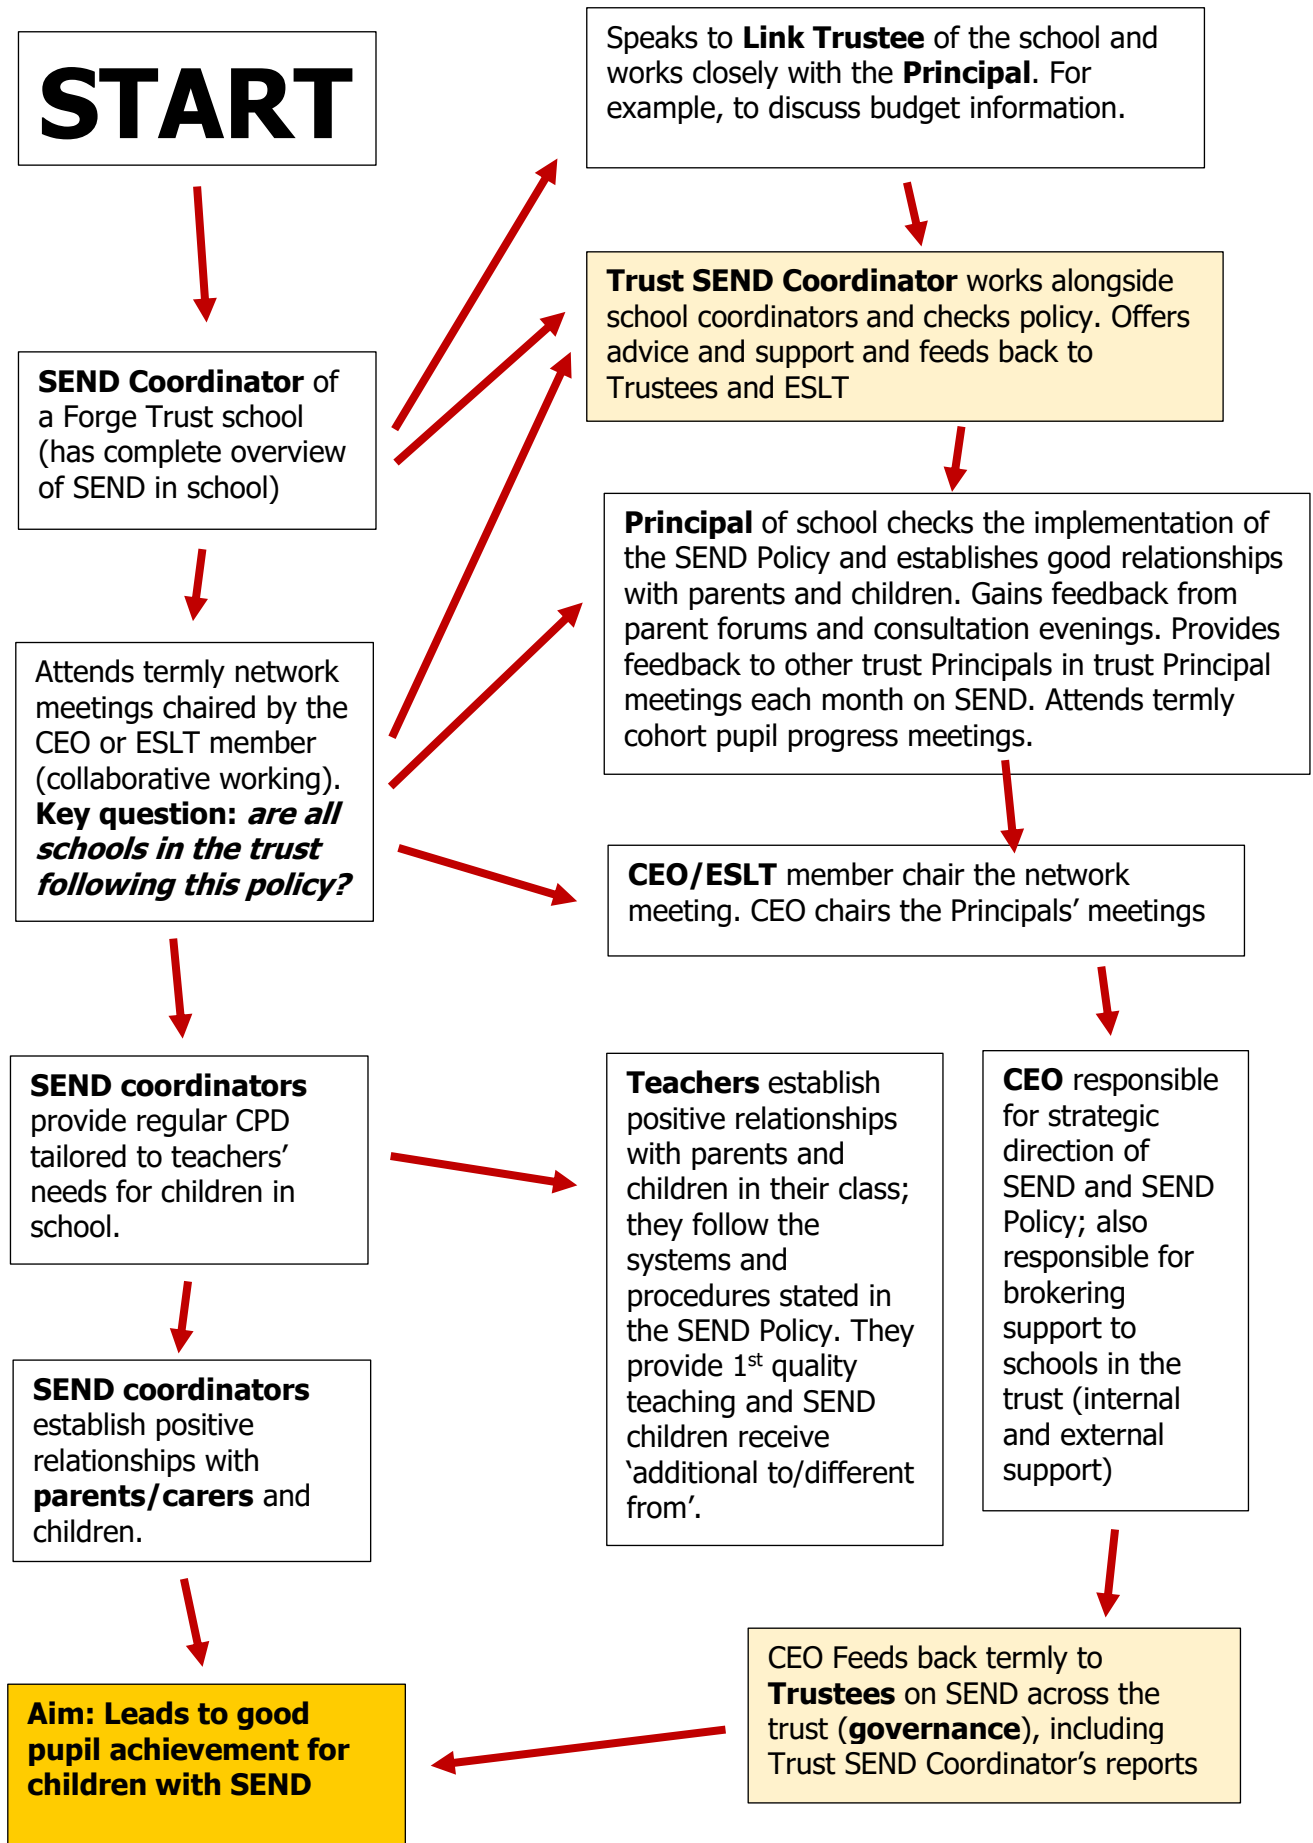 START
Speaks to Link Trustee of the school and
works closely with the Principal. For
example, to discuss budget information.
Trust SEND Coordinator works alongside
school coordinators and checks policy. Offers
advice and support and feeds back to
Trustees and ESLT
SEND Coordinator of
a Forge Trust school
(has complete overview
of SEND in school)
Principal of school checks the implementation of
the SEND Policy and establishes good relationships
with parents and children. Gains feedback from
parent forums and consultation evenings. Provides
feedback to other trust Principals in trust Principal
meetings each month on SEND. Attends termly
cohort pupil progress meetings.
Attends termly network
meetings chaired by the
CEO or ESLT member
(collaborative working).
Key question: are all
schools in the trust
following this policy?
CEO/ESLT member chair the network
meeting. CEO chairs the Principals’ meetings
SEND coordinators
provide regular CPD
tailored to teachers’
needs for children in
school.
Teachers establish
positive relationships
with parents and
children in their class;
they follow the
systems and
procedures stated in
the SEND Policy. They
provide 1st quality
teaching and SEND
children receive
‘additional to/different
from’.
CEO responsible
for strategic
direction of
SEND and SEND
Policy; also
responsible for
brokering
support to
schools in the
trust (internal
and external
support)
SEND coordinators
establish positive
relationships with
parents/carers and
children.
CEO Feeds back termly to
Trustees on SEND across the
trust (governance), including
Trust SEND Coordinator’s reports
Aim: Leads to good
pupil achievement for
children with SEND